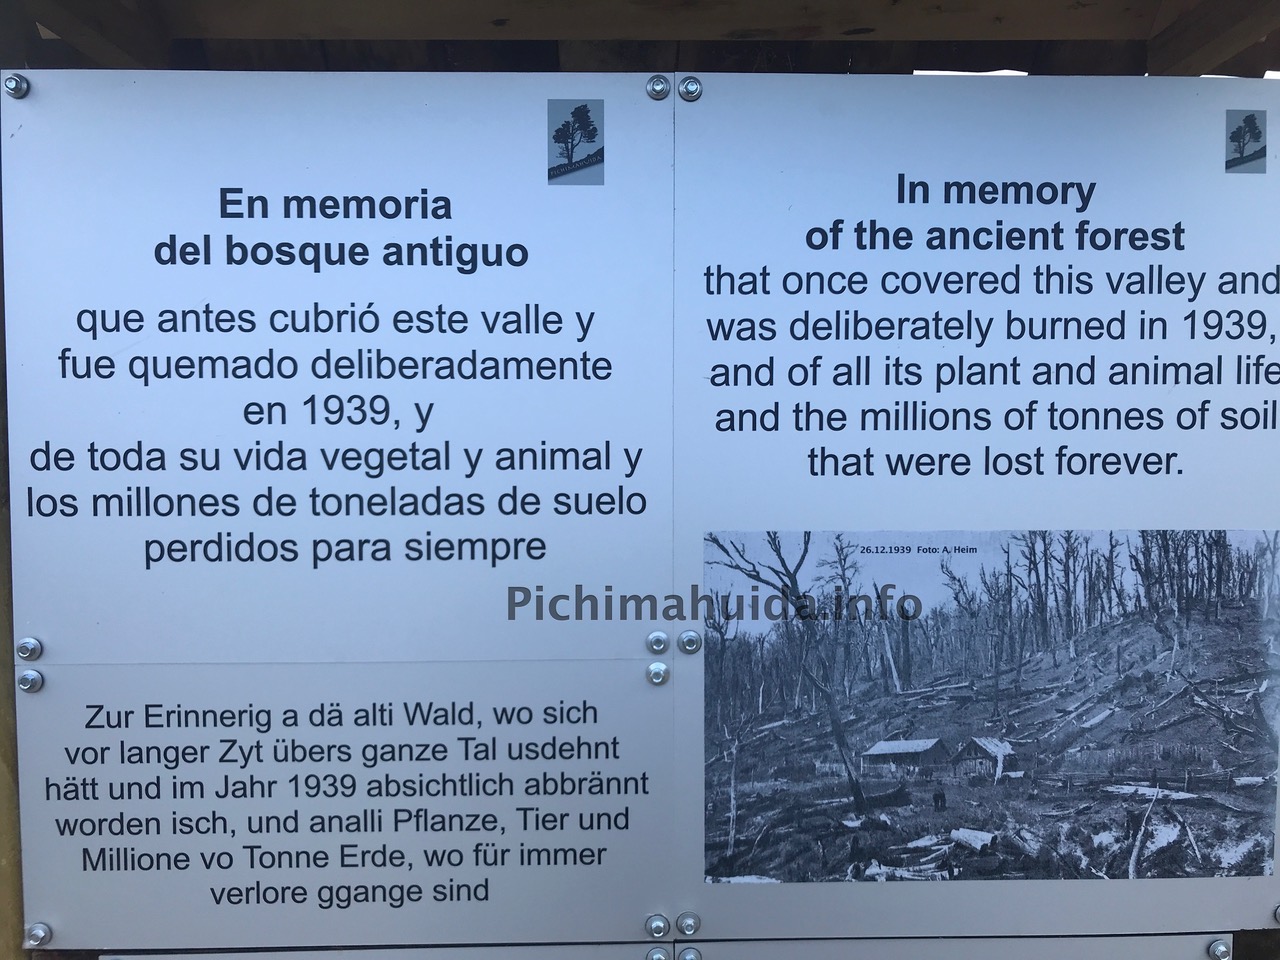 PICHIMAHUIDA
En memoria
del bosque antiguo
que antes cubrió este valle y
fue quemado deliberadamente
en 1939, y
de toda su vida vegetal y animal y
los millones de toneladas de suelo
perdidos para siempre
Zur Erinnerig a dä alti Wald, wo sich
vor langer Zyt übers ganze Tal usdehnt
hätt und im Jahr 1939 absichtlich abbrännt
worden isch, und analli Pflanze, Tier und
Millione vo Tonne Erde, wo für immer
verlore ggange sind
In memory
of the ancient forest
that once covered this valley and
was deliberately burned in 1939,
and of all its plant and animal life
and the millions of tonnes of soil
that were lost forever.
26.12.1939 Foto: A. Heim
Pichimahuida.info